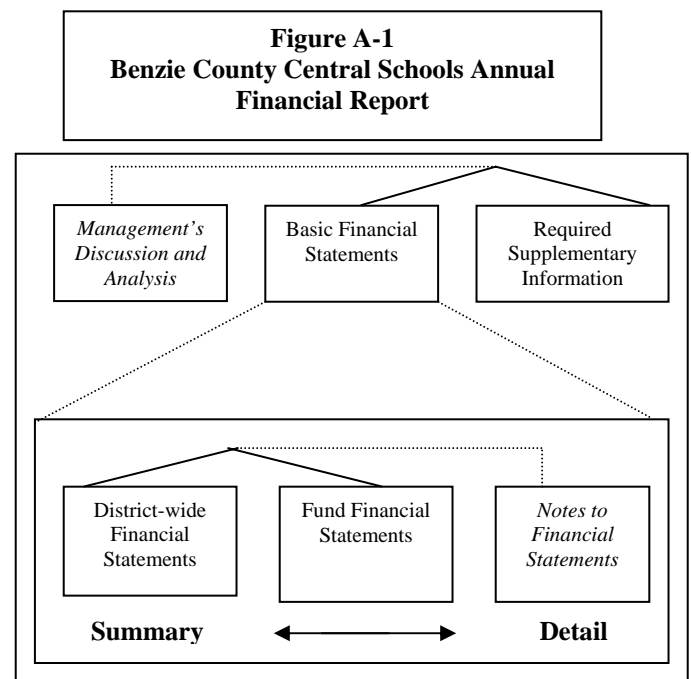 Figure A-1
Benzie County Central Schools Annual
Financial Report
Management's
Discussion and
Analysis
Basic Financial
Statements
Required
Supplementary
Information
District-wide
Financial
Statements
Fund Financial
Statements
Notes to
Financial
Statements
Summary
Detail